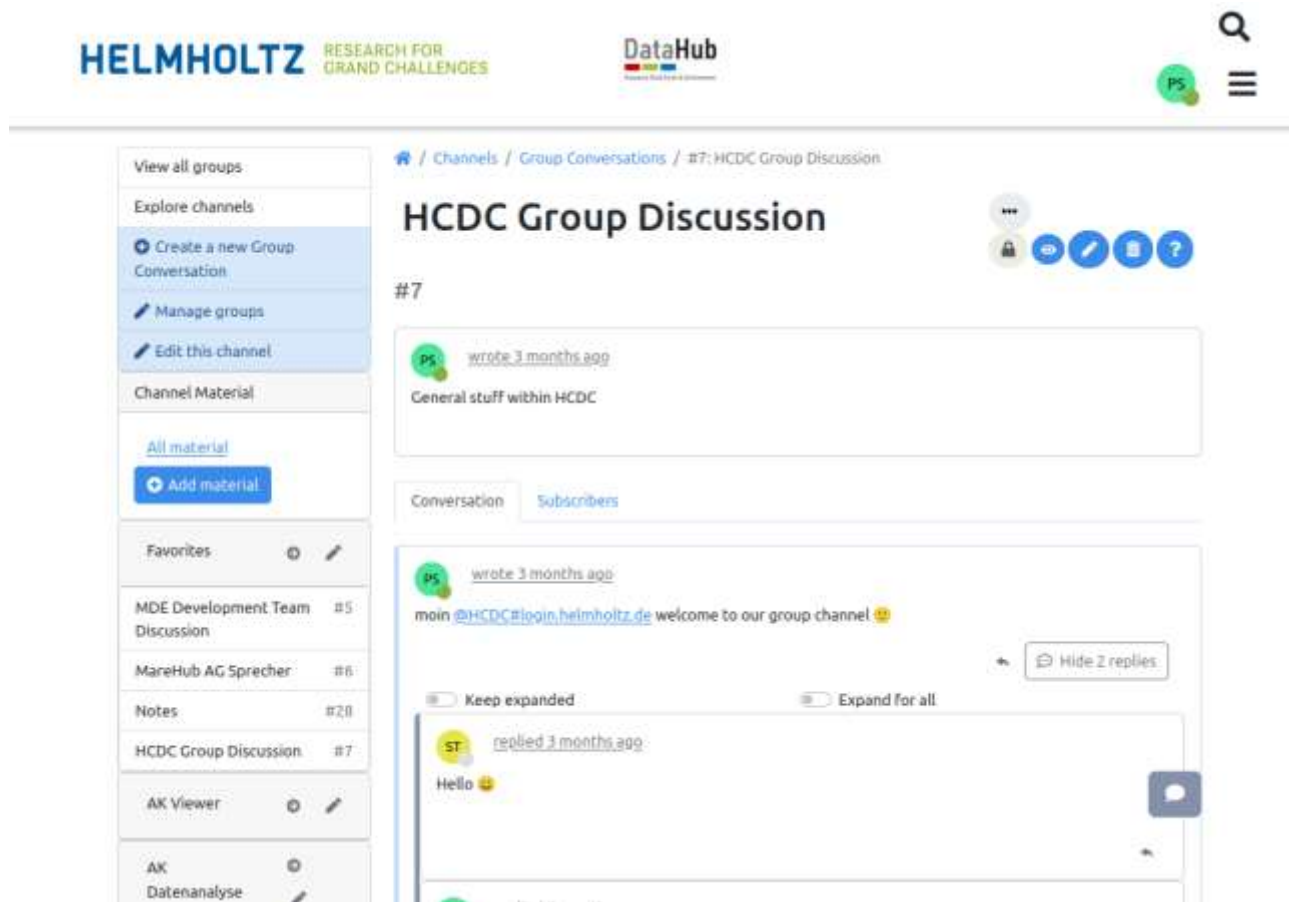 HELMHOLTZ
RESEARCH FOR
GRAND CHALLENGES
DataHub
PS
View all groups
Explore channels
Create a new Group
Conversation
Manage groups
Edit this channel
Channel Material
All material
Add material
Favorites
MDE Development Team #5
Discussion
MareHub AG Sprecher #6
Notes #28
HCDC Group Discussion #7
AK Viewer
AK
Datenanalyse
/ Channels / Group Conversations / #7: HCDC Group Discussion
HCDC Group Discussion
?
#7
PS wrote 3 months ago
General stuff within HCDC
Conversation Subscribers
PS wrote 3 months ago
moin @HCDC#login.helmholtz.de welcome to our group channel 🙂
Hide 2 replies
Keep expanded Expand for all
ST replied 3 months ago
Hello 😀